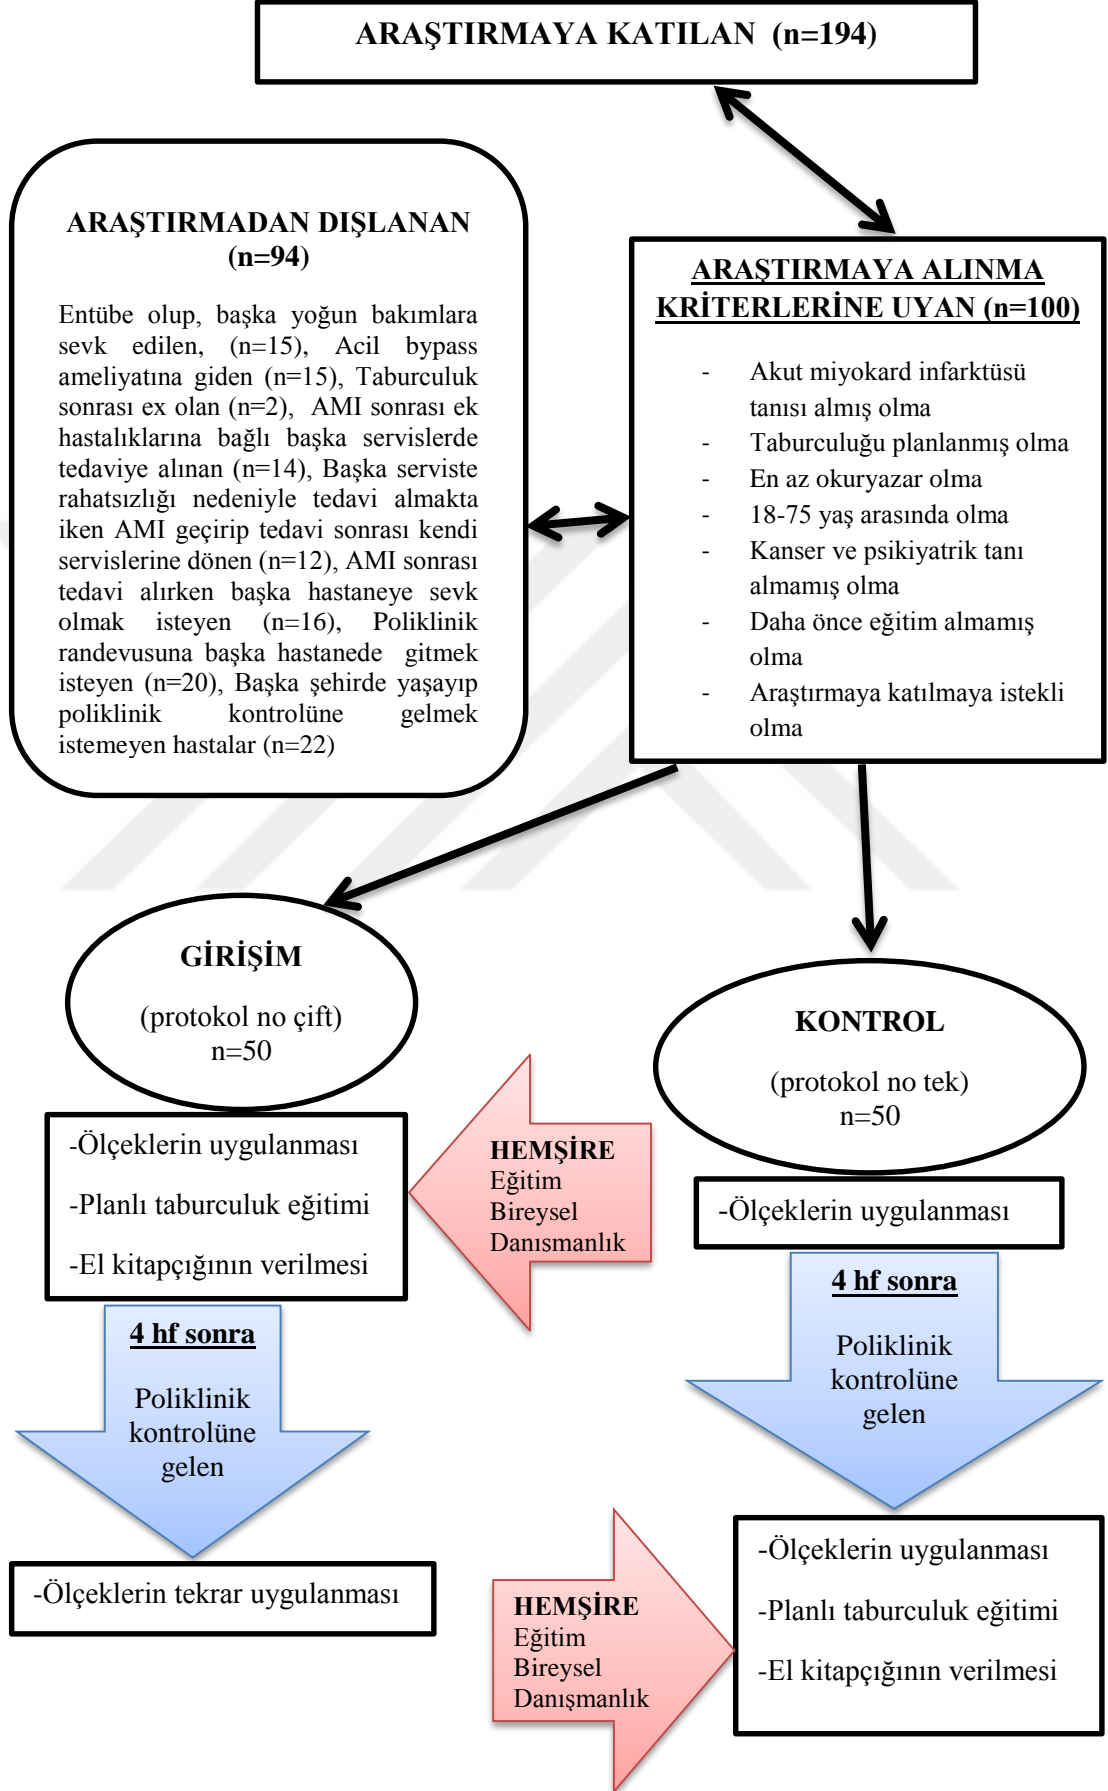 ARAŞTIRMAYA KATILAN (n=194)
ARAŞTIRMADAN DIŞLANAN
(n=94)
Entübe olup, başka yoğun bakımlara
sevk edilen, (n=15), Acil bypass
ameliyatına giden (n=15), Taburculuk
sonrası ex olan (n=2), AMI sonrası ek
hastalıklarına bağlı başka servislerde
tedaviye alınan (n=14), Başka serviste
rahatsızlığı nedeniyle tedavi almakta
iken AMI geçirip tedavi sonrası kendi
servislerine dönen (n=12), AMI sonrası
tedavi alırken başka hastaneye sevk
olmak isteyen (n=16), Poliklinik
randevusuna başka hastanede gitmek
isteyen (n=20), Başka şehirde yaşayıp
poliklinik kontrolüne gelmek
istemeyen hastalar (n=22)
ARAŞTIRMAYA ALINMA
KRİTERLERİNE UYAN (n=100)
- Akut miyokard infarktüsü
tanısı almış olma
- Taburculuğu planlanmış olma
- En az okuryazar olma
- 18-75 yaş arasında olma
- Kanser ve psikiyatrik tanı
almamış olma
- Daha önce eğitim almamış
olma
- Araştırmaya katılmaya istekli
olma
GİRİŞİM
(protokol no çift)
n=50
KONTROL
(protokol no tek)
n=50
-Ölçeklerin uygulanması
-Planlı taburculuk eğitimi
-El kitapçığının verilmesi
HEMŞİRE
Eğitim
Bireysel
Danısmanlık
-Ölçeklerin uygulanması
4 hf sonra
Poliklinik
kontrolüne
gelen
4 hf sonra
Poliklinik
kontrolüne
gelen
-Ölçeklerin tekrar uygulanması
HEMŞİRE
Eğitim
Bireysel
Danışmanlık
-Ölçeklerin uygulanması
-Planlı taburculuk eğitimi
-El kitapçığının verilmesi